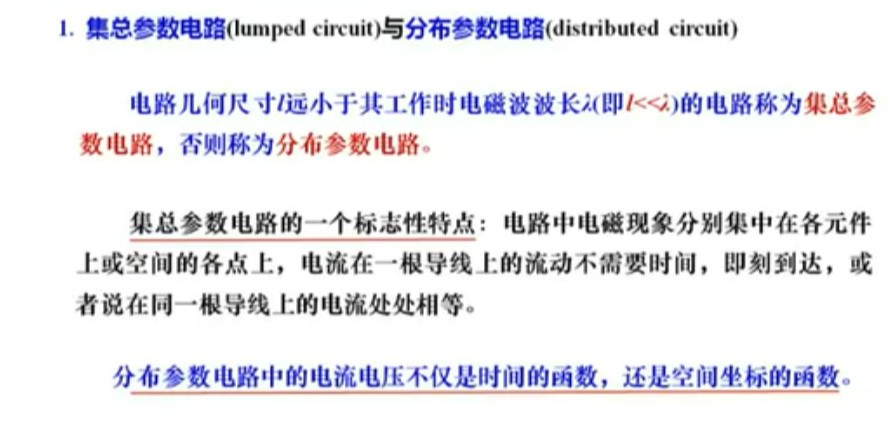 1. 集总参数电路(lumped circuit)与分布参数电路(distributed circuit)
电路几何尺寸l远小于其工作时电磁波波长λ(即l<<λ)的电路称为集总参
数电路，否则称为分布参数电路。
集总参数电路的一个标志性特点：电路中电磁现象分别集中在各元件
上或空间的各点上，电流在一根导线上的流动不需要时间，即刻到达，或
者说在同一根导线上的电流处处相等。
分布参数电路中的电流电压不仅是时间的函数，还是空间坐标的函数。